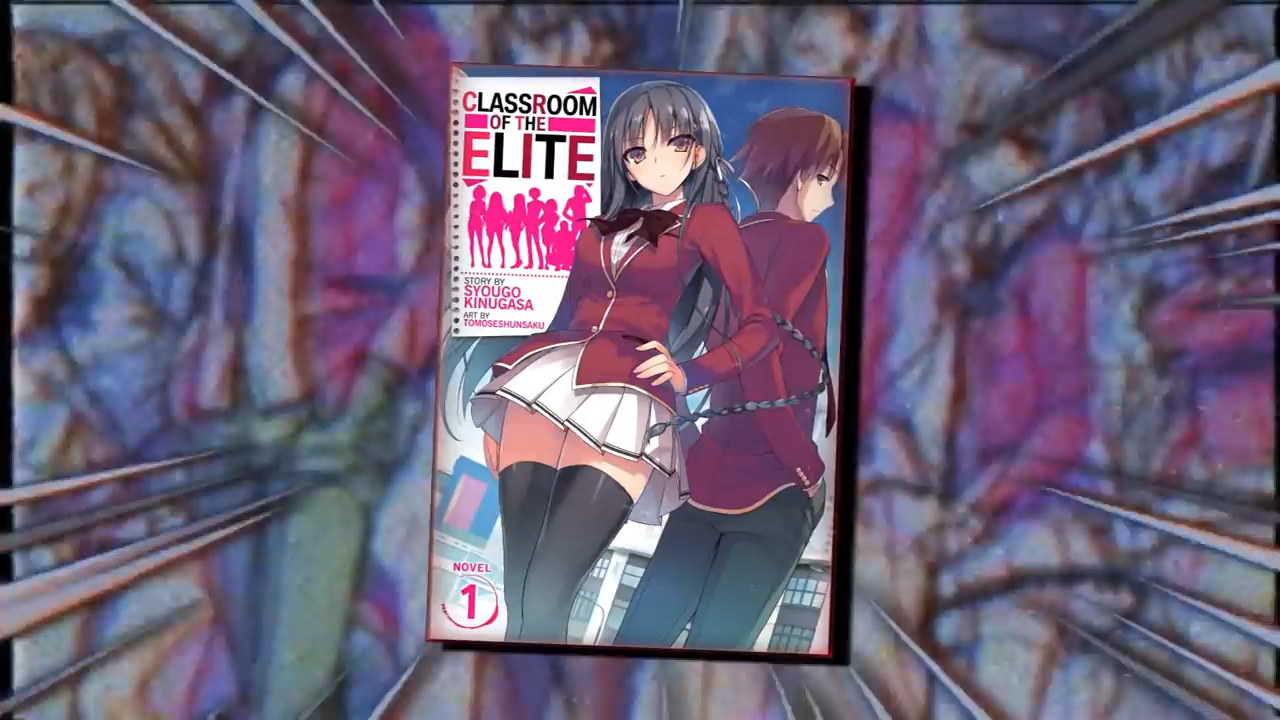 CLASSROOM
OF THE
ELITE
STORY BY
SYOUGO
KINUGASA
ART BY
TOMOSESHUNSAKU
NOVEL
1